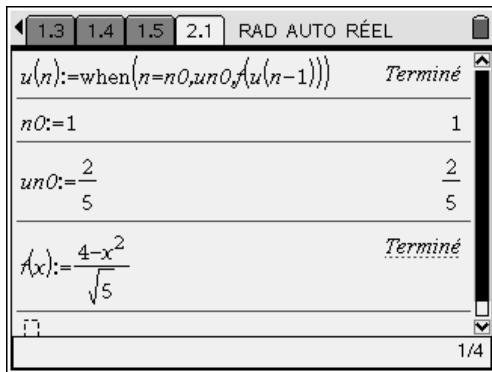 1.3 1.4 1.5 2.1 RAD AUTO RÉEL
u(n):=when(n=n0,un0,f(u(n-1))) Terminé
n0:=1 1
un0:=2/5 2/5
f(x):=(4-x^2)/√5 Terminé
1/4